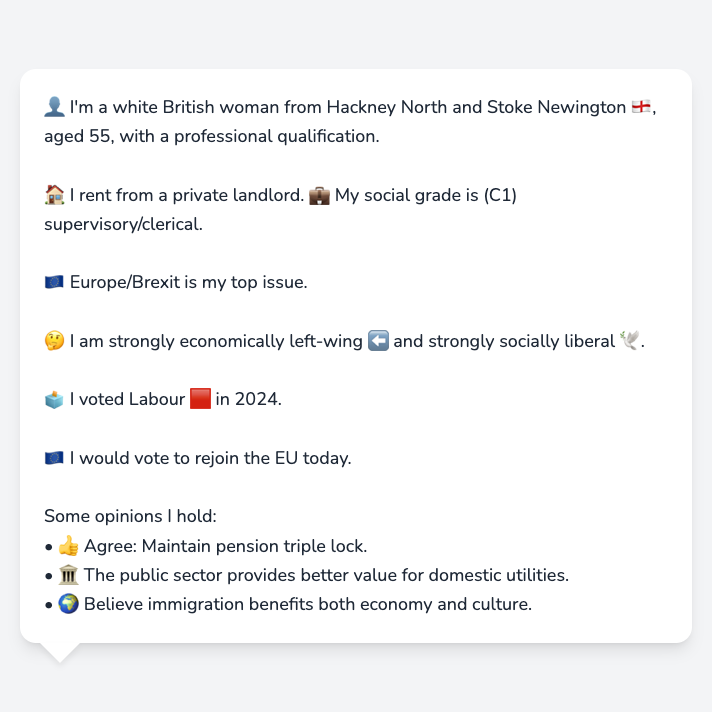 👤 I'm a white British woman from Hackney North and Stoke Newington 🏴󠁧󠁢󠁥󠁮󠁧󠁿,
aged 55, with a professional qualification.
🏠 I rent from a private landlord. 💼 My social grade is (C1)
supervisory/clerical.
🇪🇺 Europe/Brexit is my top issue.
🤔 I am strongly economically left-wing ⬅️ and strongly socially liberal 🕊️.
🗳️ I voted Labour 🟥 in 2024.
🇪🇺 I would vote to rejoin the EU today.
Some opinions I hold:
• 👍 Agree: Maintain pension triple lock.
• 🏛️ The public sector provides better value for domestic utilities.
• 🌍 Believe immigration benefits both economy and culture.